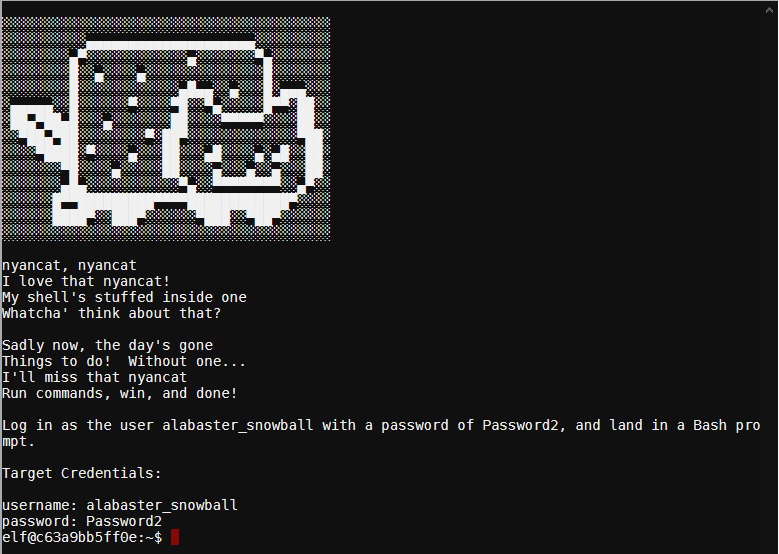 nyancat, nyancat
I love that nyancat!
My shell's stuffed inside one
Whatcha' think about that?
Sadly now, the day's gone
Things to do!  Without one...
I'll miss that nyancat
Run commands, win, and done!
Log in as the user alabaster_snowball with a password of Password2, and land in a Bash pro
mpt.
Target Credentials:
username: alabaster_snowball
password: Password2
elf@c63a9bb5ff0e:~$